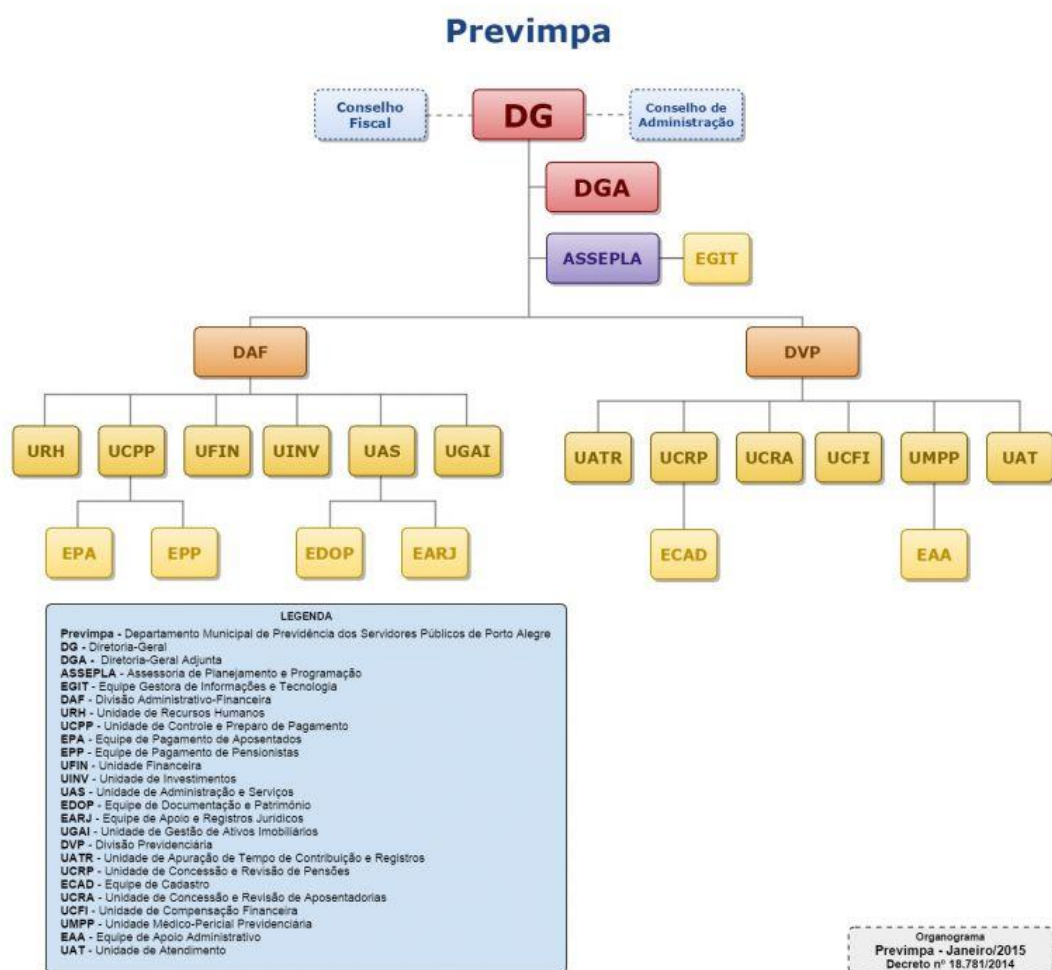 Previmpa
Conselho
Fiscal
DG
Conselho de
Administração
DGA
ASSEPLA
EGIT
DAF
DVP
URH
UCPP
UFIN
UINV
UAS
UGAI
UATR
UCRP
UCRA
UCFI
UMPP
UAT
EPA
EPP
EDOP
EARJ
ECAD
EAA
LEGENDA
Previmpa - Departamento Municipal de Previdência dos Servidores Públicos de Porto Alegre
DG - Diretoria-Geral
DGA - Diretoria-Geral Adjunta
ASSEPLA - Assessoria de Planejamento e Programação
EGIT - Equipe Gestora de Informações e Tecnologia
DAF - Divisão Administrativo-Financeira
URH - Unidade de Recursos Humanos
UCPP - Unidade de Controle e Preparo de Pagamento
EPA - Equipe de Pagamento de Aposentados
EPP - Equipe de Pagamento de Pensionistas
UFIN - Unidade Financeira
UINV - Unidade de Investimentos
UAS - Unidade de Administração e Serviços
EDOP - Equipe de Documentação e Patrimônio
EARJ - Equipe de Apoio e Registros Jurídicos
UGAI - Unidade de Gestão de Ativos Imobiliários
DVP - Divisão Previdenciária
UATR - Unidade de Apuração de Tempo de Contribuição e Registros
UCRP - Unidade de Concessão e Revisão de Pensões
ECAD - Equipe de Cadastro
UCRA - Unidade de Concessão e Revisão de Aposentadorias
UCFI - Unidade de Compensação Financeira
UMPP - Unidade Médico-Pericial Previdenciária
EAA - Equipe de Apoio Administrativo
UAT - Unidade de Atendimento
Organograma
Previmpa - Janeiro/2015
Decreto nº 18.781/2014